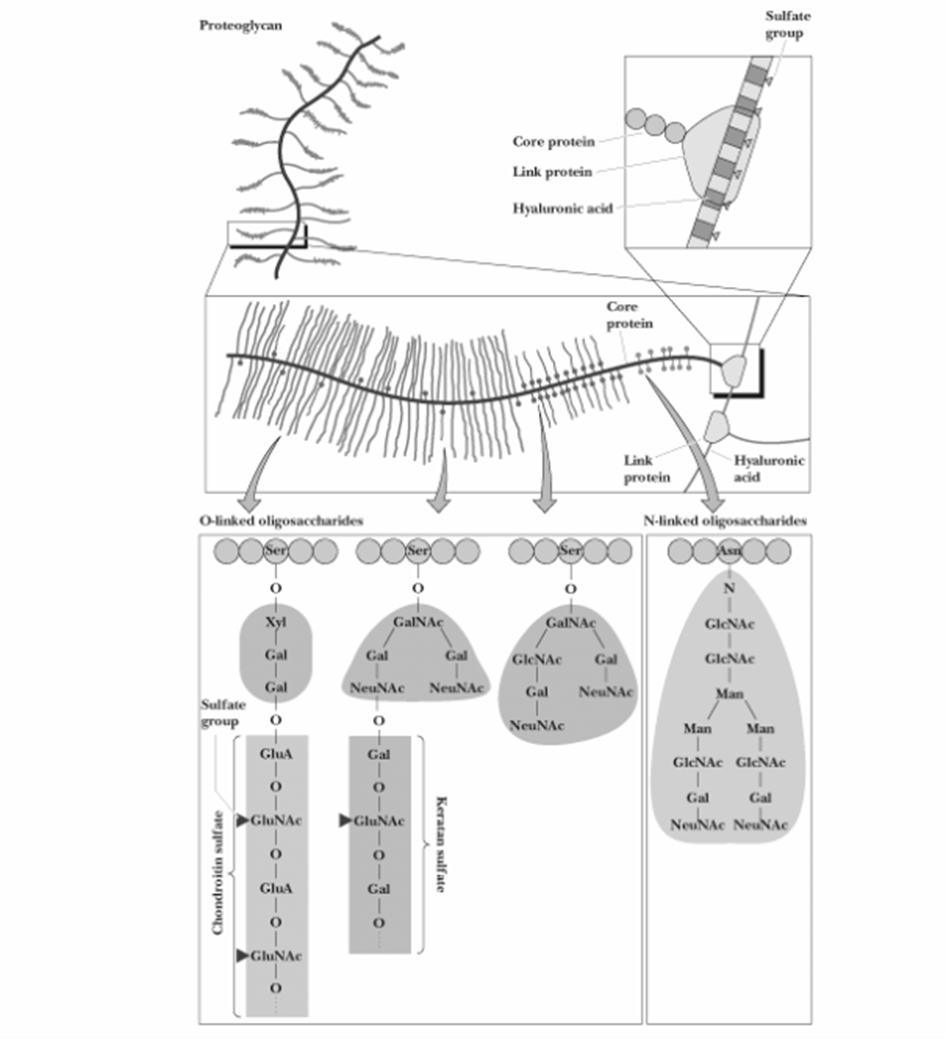 Proteoglycan
Sulfate
group
Core protein
Link protein
Hyaluronic acid
Core
protein
Link
protein
Hyaluronic
acid
O-linked oligosaccharides
N-linked oligosaccharides
Ser
Ser
Ser
Asn
O
O
O
N
Xyl
Gal
Gal
O
Sulfate
group
GluA
O
GluNAc
O
GluA
O
GluNAc
O
Chondroitin sulfate
GalNAc
Gal
Gal
NeuNAc
NeuNAc
O
Gal
O
GluNAc
O
Gal
O
Keratan sulfate
GalNAc
GlcNAc
Gal
Gal
NeuNAc
NeuNAc
GlcNAc
GlcNAc
Man
Man
Man
GlcNAc
GlcNAc
Gal
Gal
NeuNAc
NeuNAc